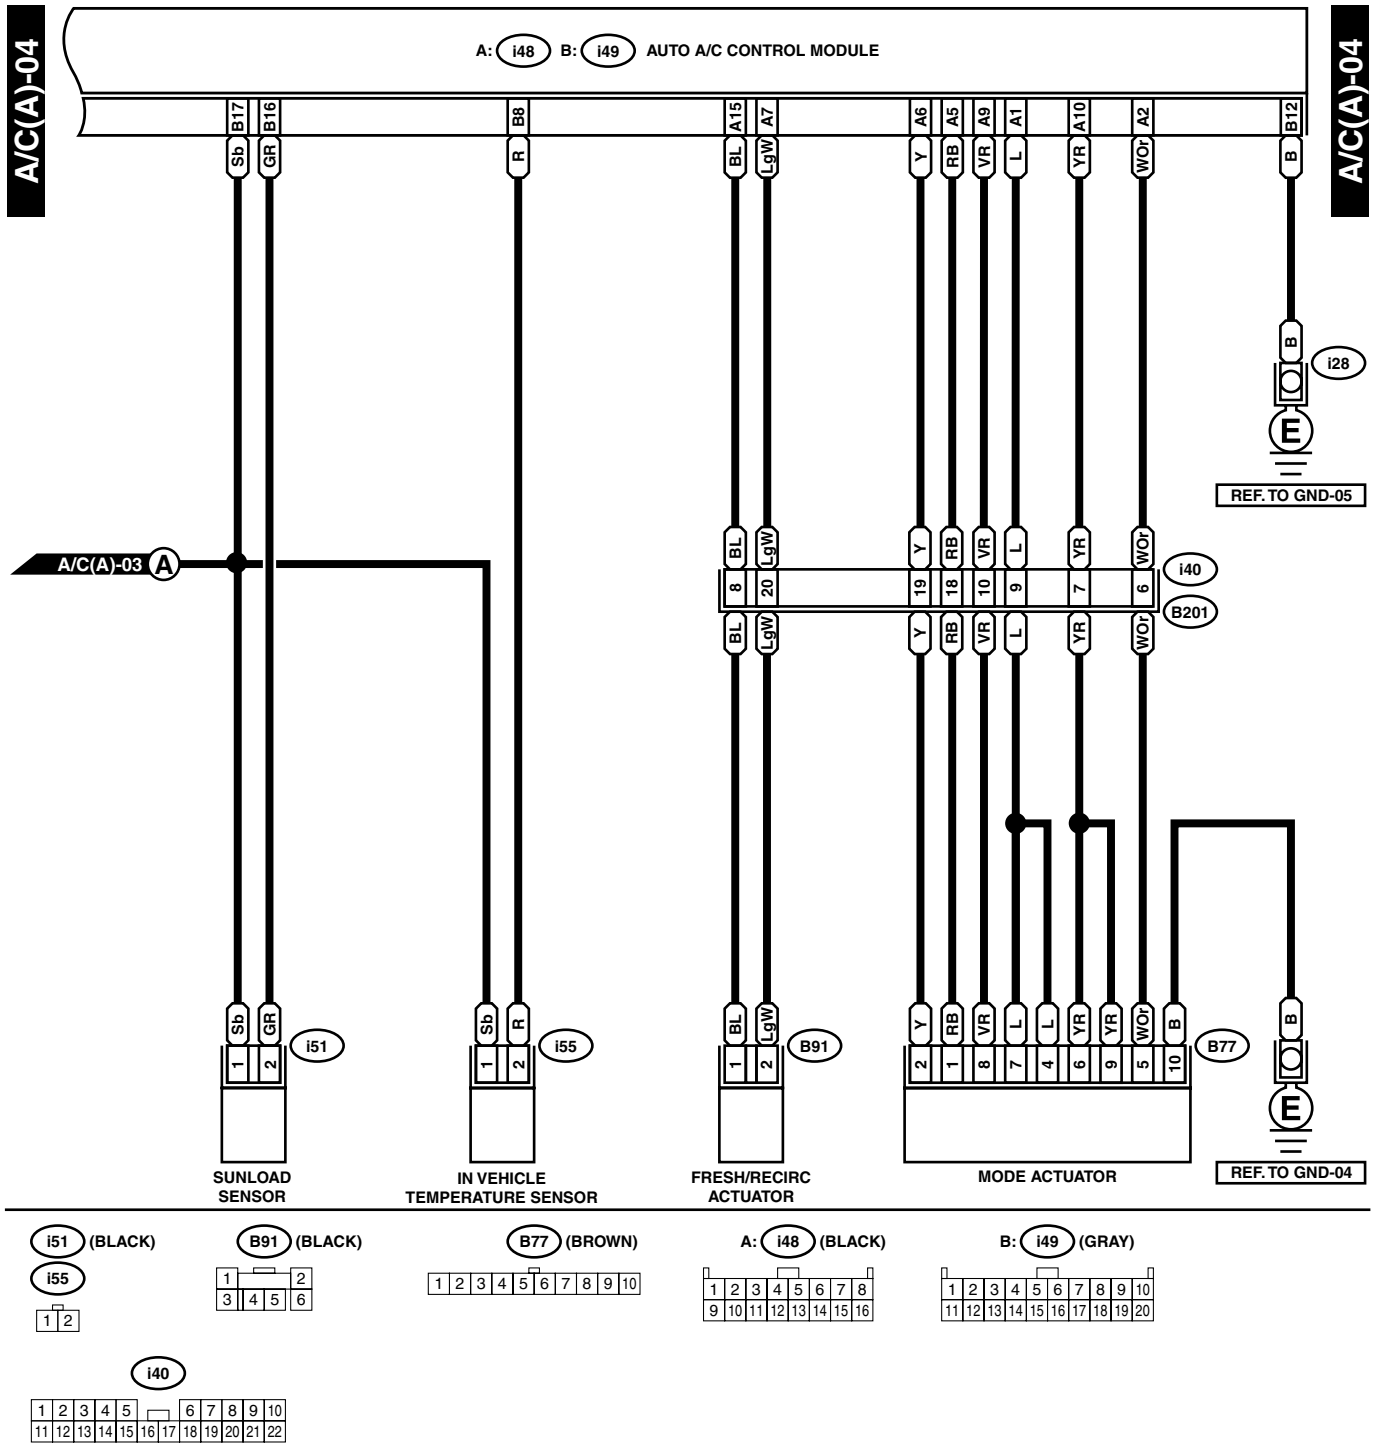 A/C(A)-04
A/C(A)-04
A: i48 B: i49 AUTO A/C CONTROL MODULE
B17 B16 B8 A15 A7 A6 A5 A9 A1 A10 A2 B12
Sb GR R BL LgW Y RB VR L YR WOr B
B
i28
E
REF. TO GND-05
BL LgW Y RB VR L YR WOr
A/C(A)-03 A
8 20 19 18 10 9 7 6
i40
B201
BL LgW Y RB VR L YR WOr
Sb GR Sb R BL LgW Y RB VR L L YR YR WOr B B
1 2 i51 1 2 i55 1 2 B91 2 1 8 7 4 6 9 5 10 B77
E
SUNLOAD
SENSOR
IN VEHICLE
TEMPERATURE SENSOR
FRESH/RECIRC
ACTUATOR
MODE ACTUATOR
REF. TO GND-04
i51 (BLACK)
i55
1 2
B91 (BLACK)
1 2
3 4 5 6
B77 (BROWN)
1 2 3 4 5 6 7 8 9 10
A: i48 (BLACK)
1 2 3 4 5 6 7 8
9 10 11 12 13 14 15 16
B: i49 (GRAY)
1 2 3 4 5 6 7 8 9 10
11 12 13 14 15 16 17 18 19 20
i40
1 2 3 4 5 6 7 8 9 10
11 12 13 14 15 16 17 18 19 20 21 22